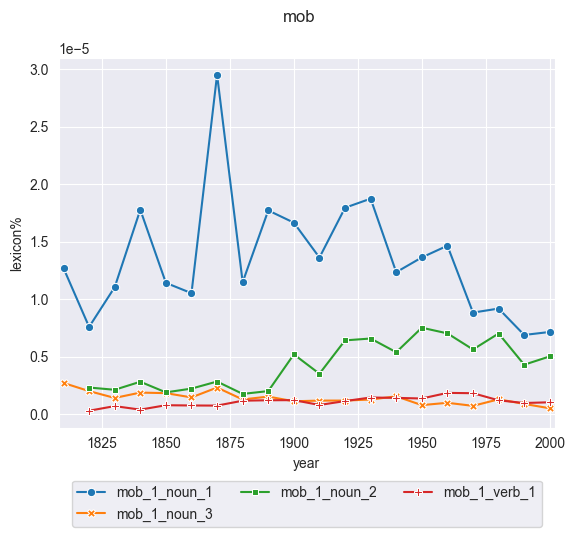 mob
1e−5
3.0
2.5
2.0
1.5
1.0
0.5
0.0
lexicon%
1825 1850 1875 1900 1925 1950 1975 2000
year
mob_1_noun_1 mob_1_noun_2 mob_1_verb_1
mob_1_noun_3